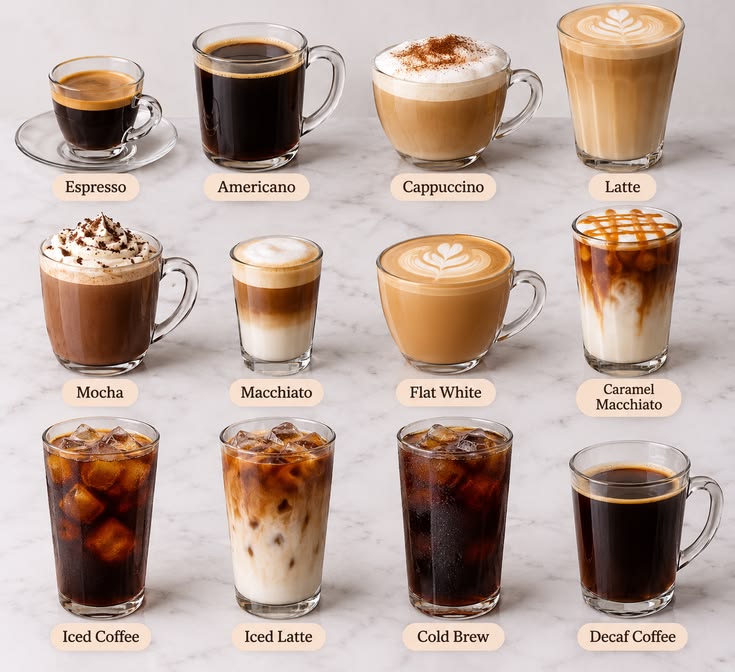 Espresso
Americano
Cappuccino
Latte
Mocha
Macchiato
Flat White
Caramel
Macchiato
Iced Coffee
Iced Latte
Cold Brew
Decaf Coffee